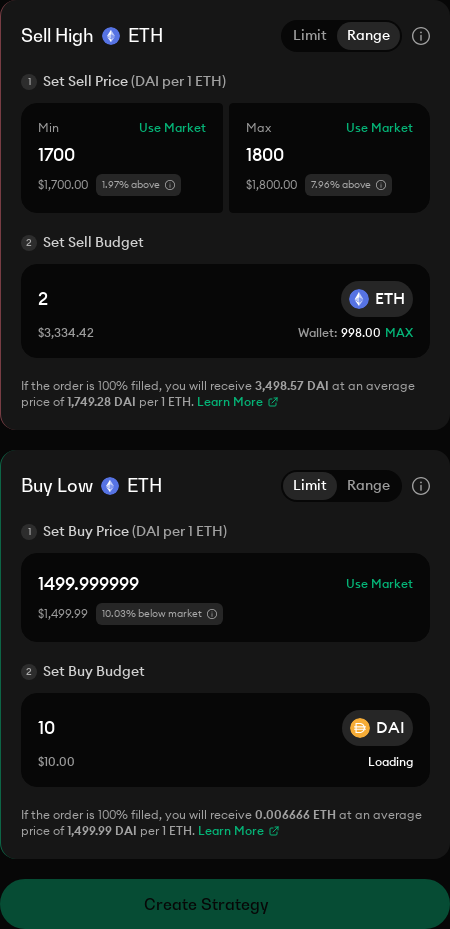 Sell High ETH Limit Range
1 Set Sell Price (DAI per 1 ETH)
Min Use Market Max Use Market
1700 1800
$1,700.00 1.97% above $1,800.00 7.96% above
2 Set Sell Budget
2 ETH
$3,334.42 Wallet: 998.00 MAX
If the order is 100% filled, you will receive 3,498.57 DAI at an average
price of 1,749.28 DAI per 1 ETH. Learn More
Buy Low ETH Limit Range
1 Set Buy Price (DAI per 1 ETH)
1499.999999 Use Market
$1,499.99 10.03% below market
2 Set Buy Budget
10 DAI
$10.00 Loading
If the order is 100% filled, you will receive 0.006666 ETH at an average
price of 1,499.99 DAI per 1 ETH. Learn More
Create Strategy